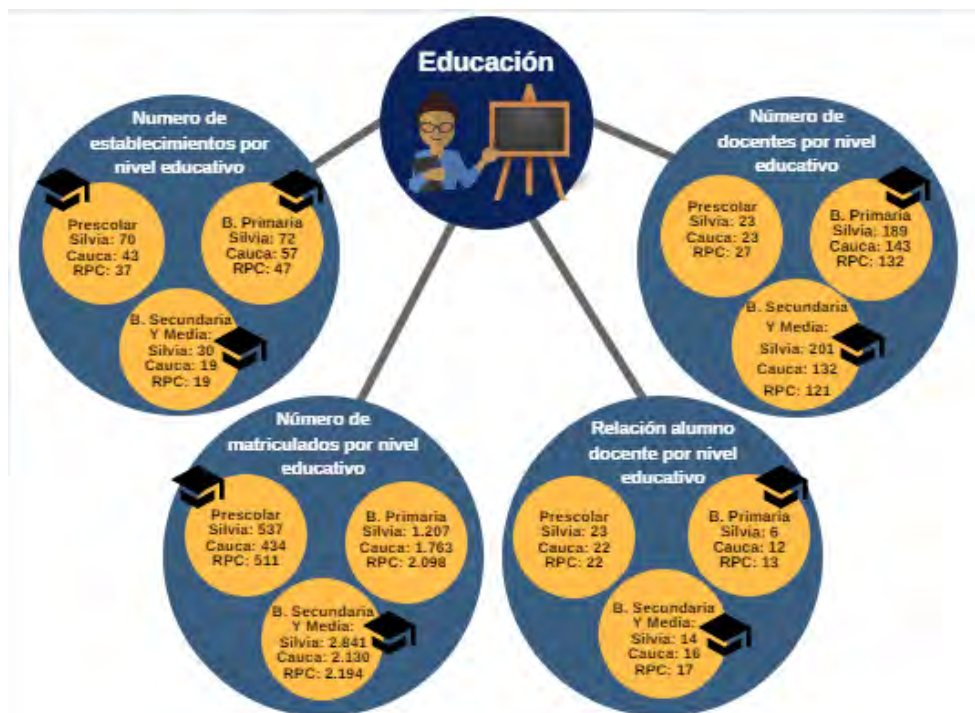 Educación
Numero de
establecimientos por
nivel educativo
Prescolar
Silvia: 70
Cauca: 43
RPC: 37
B. Primaria
Silvia: 72
Cauca: 57
RPC: 47
B. Secundaria
Y Media:
Silvia: 30
Cauca: 19
RPC: 19
Número de
docentes por nivel
educativo
Prescolar
Silvia: 23
Cauca: 23
RPC: 27
B. Primaria
Silvia: 189
Cauca: 143
RPC: 132
B. Secundaria
Y Media:
Silvia: 201
Cauca: 132
RPC: 121
Número de
matriculados por nivel
educativo
Prescolar
Silvia: 537
Cauca: 434
RPC: 511
B. Primaria
Silvia: 1.207
Cauca: 1.763
RPC: 2.098
B. Secundaria
Y Media:
Silvia: 2.841
Cauca: 2.130
RPC: 2.194
Relación alumno
docente por nivel
educativo
Prescolar
Silvia: 23
Cauca: 22
RPC: 22
B. Primaria
Silvia: 6
Cauca: 12
RPC: 13
B. Secundaria
Y Media:
Silvia: 14
Cauca: 16
RPC: 17